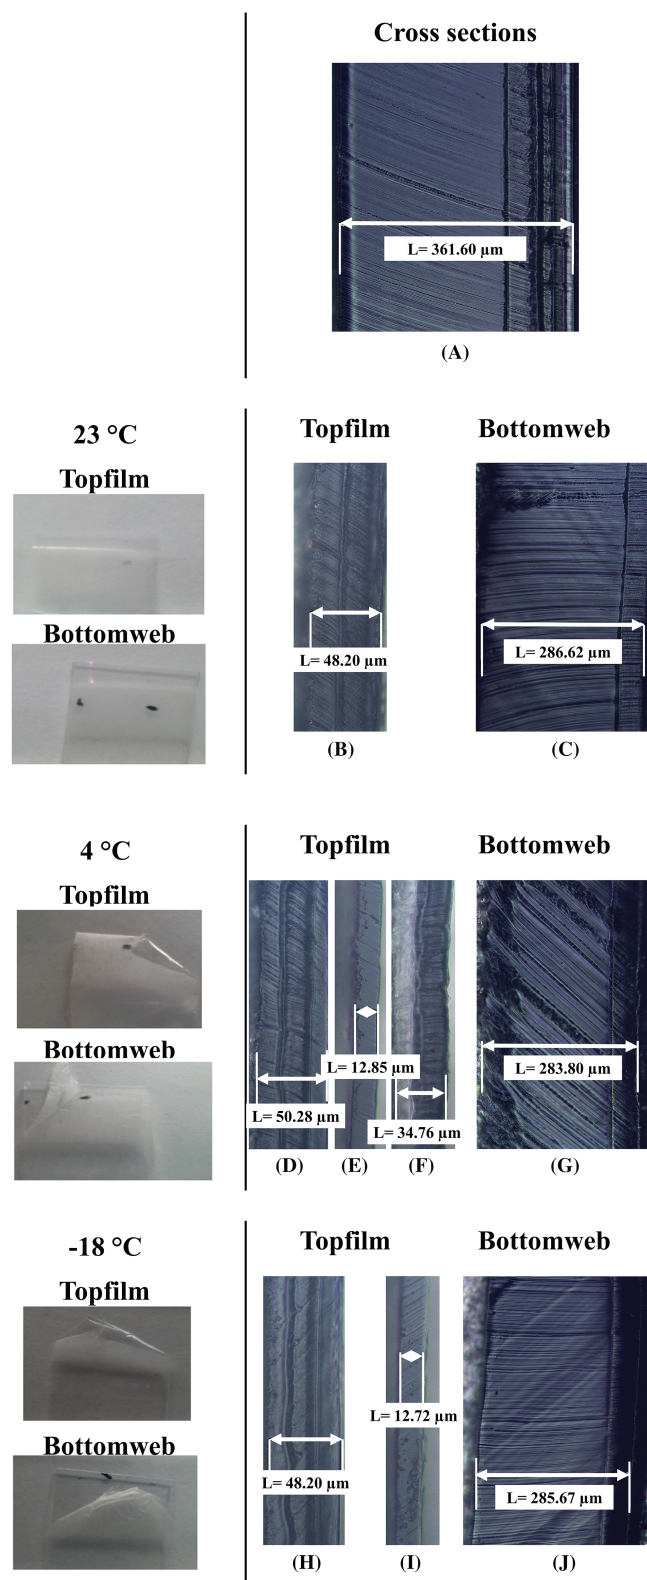 Cross sections
L= 361.60 µm
(A)
23 °C
Topfilm
Bottomweb
Topfilm
Bottomweb
L= 48.20 µm
L= 286.62 µm
(B)
(C)
4 °C
Topfilm
Bottomweb
Topfilm
Bottomweb
L= 12.85 µm
L= 283.80 µm
L= 50.28 µm
L= 34.76 µm
(D)
(E)
(F)
(G)
-18 °C
Topfilm
Bottomweb
Topfilm
Bottomweb
L= 12.72 µm
L= 48.20 µm
L= 285.67 µm
(H)
(I)
(J)